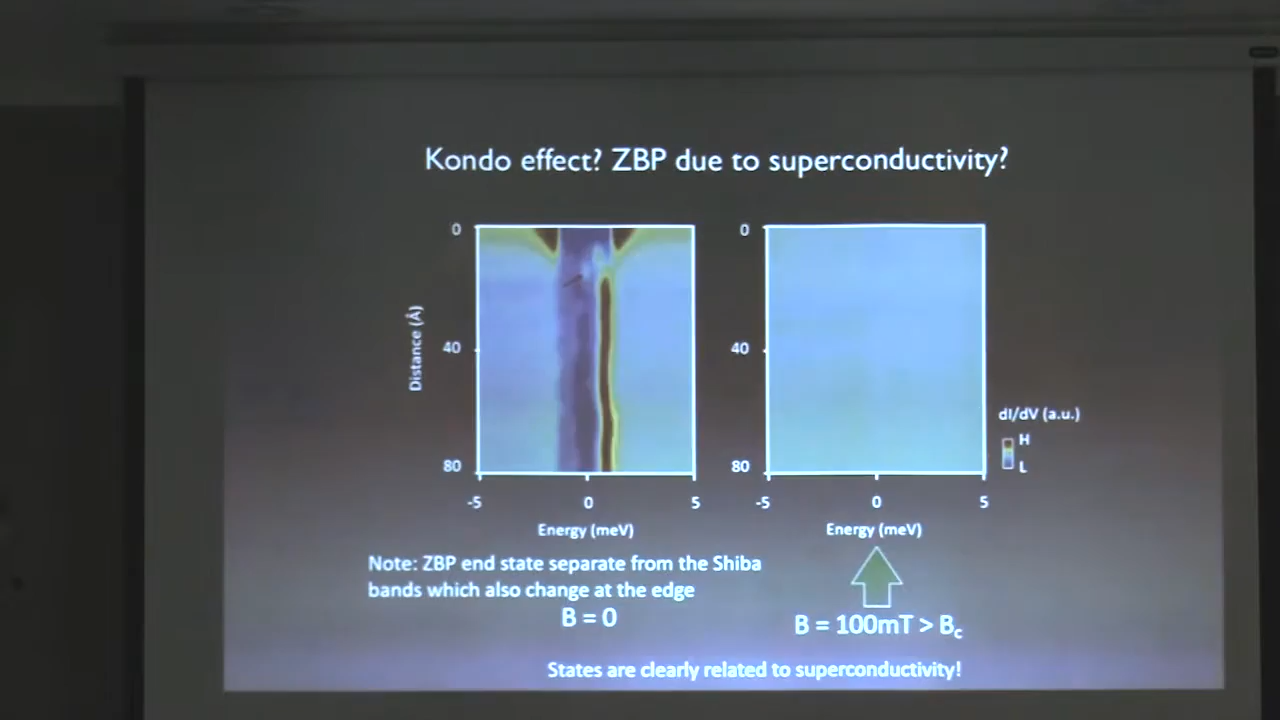 Kondo effect? ZBP due to superconductivity?
0
40
80
Distance (Å)
-5 0 5
Energy (meV)
0
40
80
-5 0 5
Energy (meV)
dI/dV (a.u.)
H
L
Note: ZBP end state separate from the Shiba
bands which also change at the edge
B = 0
B = 100mT > Bc
States are clearly related to superconductivity!